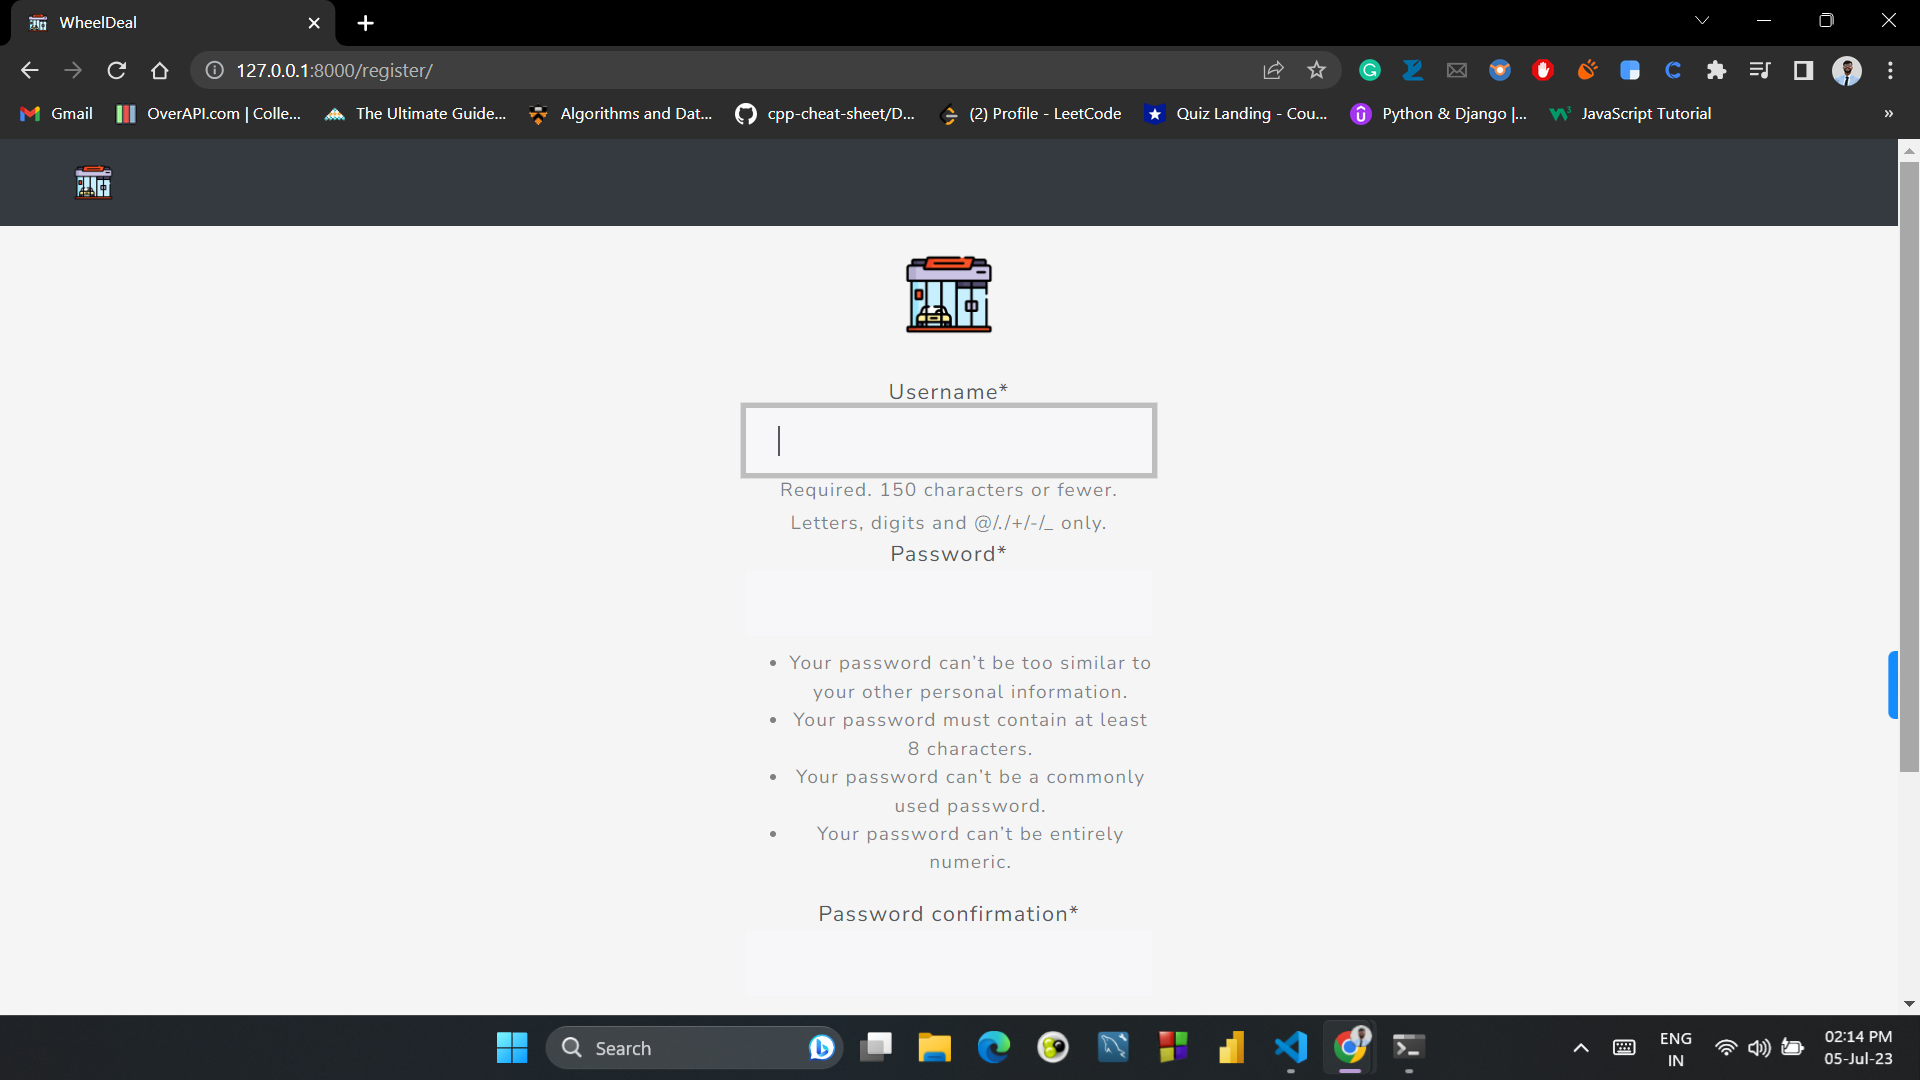 WheelDeal
127.0.0.1:8000/register/
Gmail
OverAPI.com | Colle...
The Ultimate Guide...
Algorithms and Dat...
cpp-cheat-sheet/D...
(2) Profile - LeetCode
Quiz Landing - Cou...
Python & Django |...
JavaScript Tutorial
»
Username*
Required. 150 characters or fewer.
Letters, digits and @/./+/-/_ only.
Password*
• Your password can’t be too similar to
your other personal information.
• Your password must contain at least
8 characters.
• Your password can’t be a commonly
used password.
• Your password can’t be entirely
numeric.
Password confirmation*
Search
ENG
IN
02:14 PM
05-Jul-23